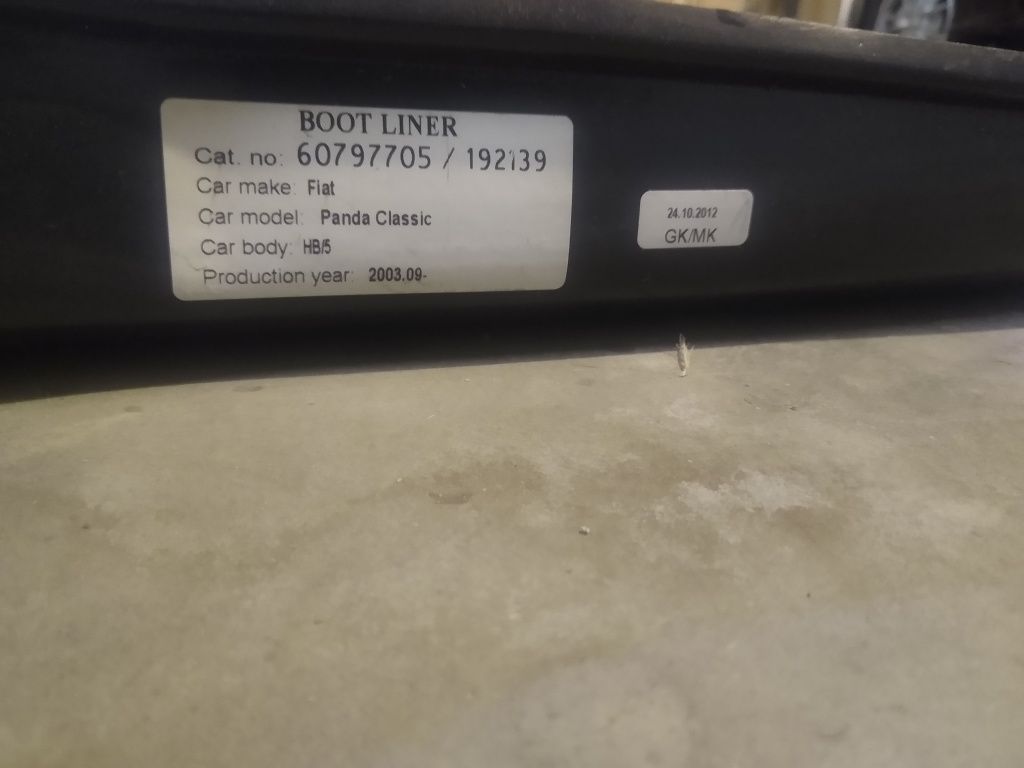 BOOT LINER
Cat. no: 60797705 / 192139
Car make: Fiat
Car model: Panda Classic
Car body: HB/5
Production year: 2003.09-
24.10.2012
GK/MK